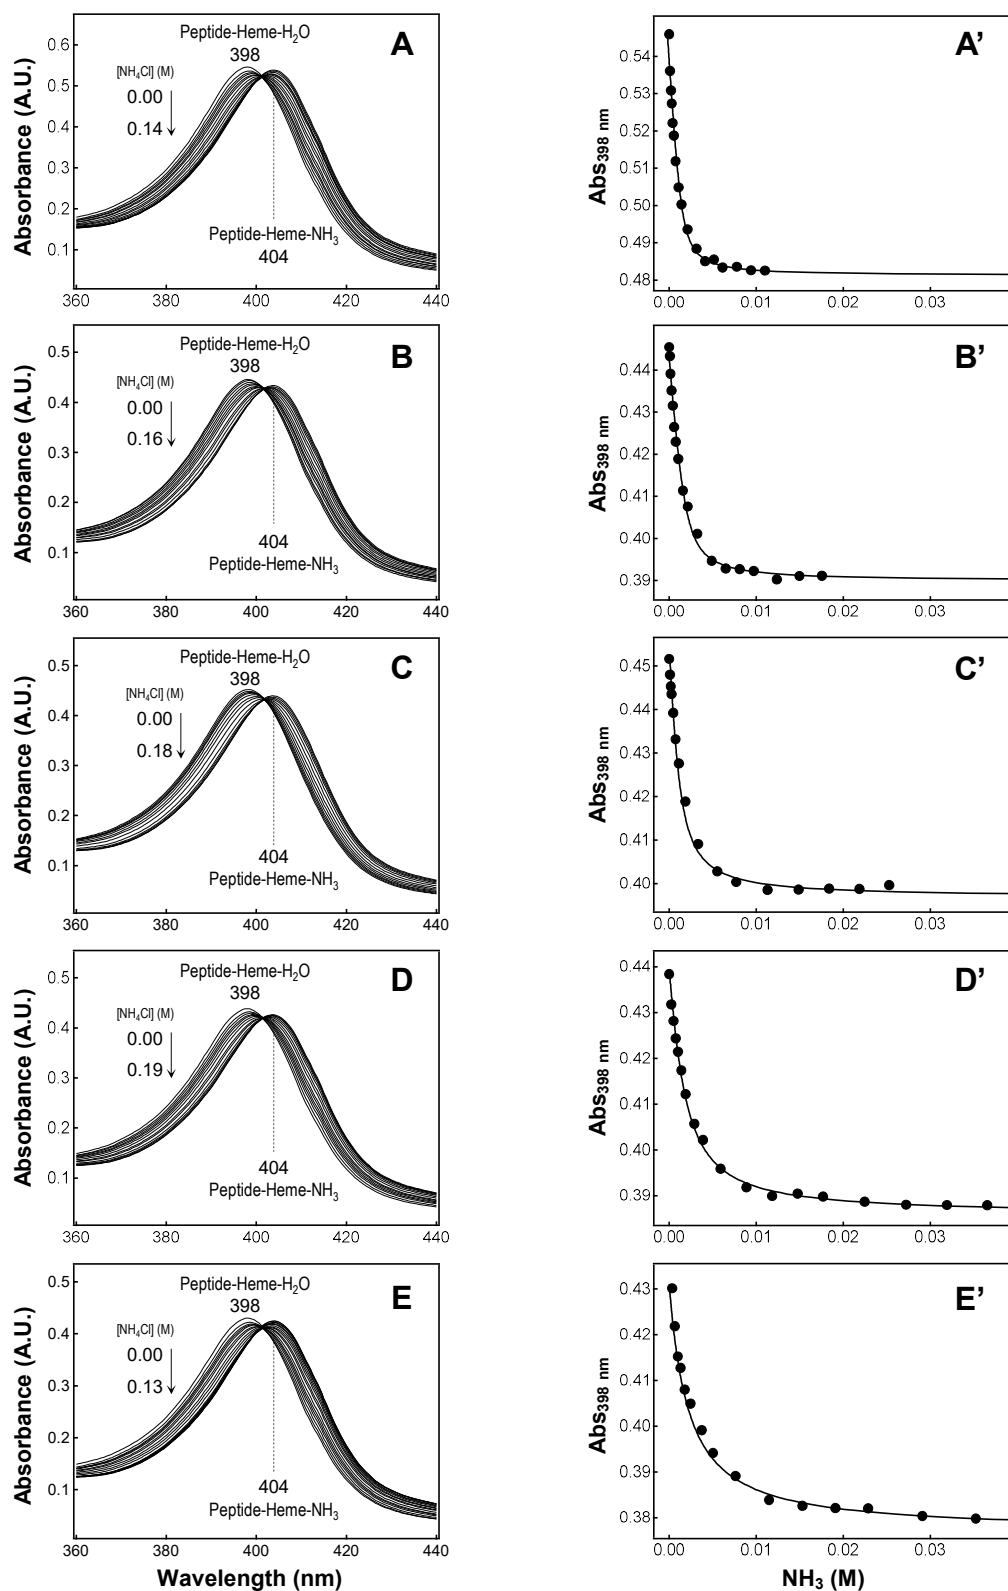 Peptide-Heme-H₂O
398
A
[NH₄Cl] (M)
0.00
0.14
Peptide-Heme-NH₃
404
Absorbance (A.U.)
0.6
0.5
0.4
0.3
0.2
0.1
360 380 400 420 440
A’
Abs398 nm
0.54
0.53
0.52
0.51
0.50
0.49
0.48
0.00 0.01 0.02 0.03
Peptide-Heme-H₂O
398
B
[NH₄Cl] (M)
0.00
0.16
404
Peptide-Heme-NH₃
Absorbance (A.U.)
0.5
0.4
0.3
0.2
0.1
360 380 400 420 440
B’
Abs398 nm
0.44
0.43
0.42
0.41
0.40
0.39
0.00 0.01 0.02 0.03
Peptide-Heme-H₂O
398
C
[NH₄Cl] (M)
0.00
0.18
404
Peptide-Heme-NH₃
Absorbance (A.U.)
0.5
0.4
0.3
0.2
0.1
360 380 400 420 440
C’
Abs398 nm
0.45
0.44
0.43
0.42
0.41
0.40
0.00 0.01 0.02 0.03
Peptide-Heme-H₂O
398
D
[NH₄Cl] (M)
0.00
0.19
404
Peptide-Heme-NH₃
Absorbance (A.U.)
0.5
0.4
0.3
0.2
0.1
360 380 400 420 440
D’
Abs398 nm
0.44
0.43
0.42
0.41
0.40
0.39
0.00 0.01 0.02 0.03
Peptide-Heme-H₂O
398
E
[NH₄Cl] (M)
0.00
0.13
404
Peptide-Heme-NH₃
Absorbance (A.U.)
0.5
0.4
0.3
0.2
0.1
360 380 400 420 440
Wavelength (nm)
E’
Abs398 nm
0.43
0.42
0.41
0.40
0.39
0.38
0.00 0.01 0.02 0.03
NH₃ (M)